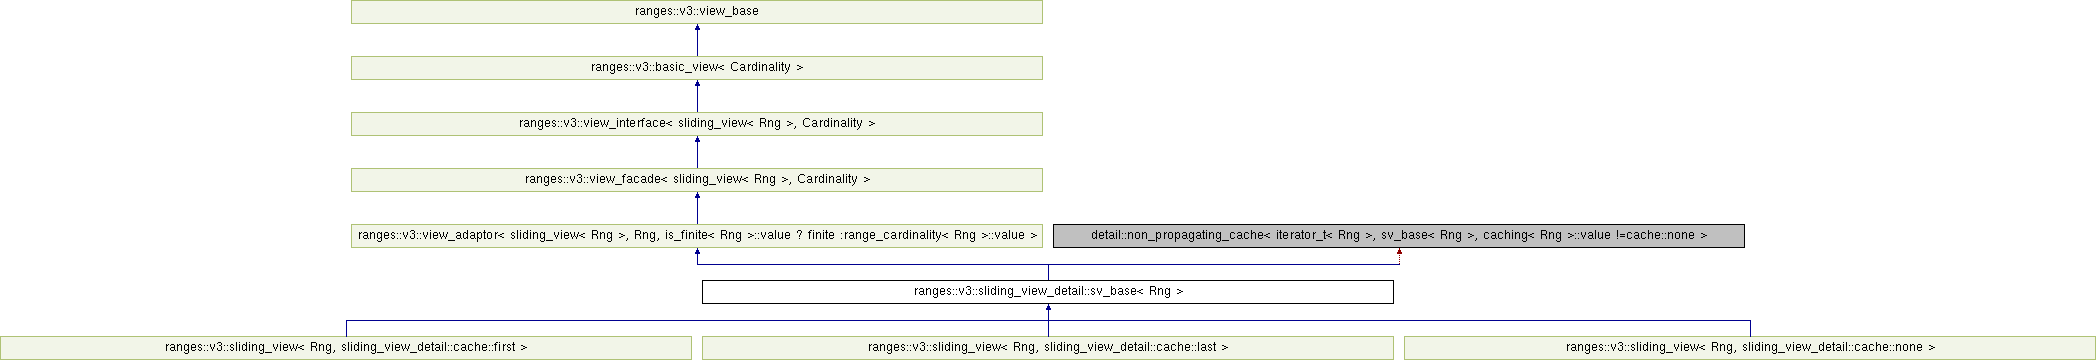 ranges::v3::view_base
ranges::v3::basic_view< Cardinality >
ranges::v3::view_interface< sliding_view< Rng >, Cardinality >
ranges::v3::view_facade< sliding_view< Rng >, Cardinality >
ranges::v3::view_adaptor< sliding_view< Rng >, Rng, is_finite< Rng >::value ? finite :range_cardinality< Rng >::value >
detail::non_propagating_cache< iterator_t< Rng >, sv_base< Rng >, caching< Rng >::value !=cache::none >
ranges::v3::sliding_view_detail::sv_base< Rng >
ranges::v3::sliding_view< Rng, sliding_view_detail::cache::first >
ranges::v3::sliding_view< Rng, sliding_view_detail::cache::last >
ranges::v3::sliding_view< Rng, sliding_view_detail::cache::none >